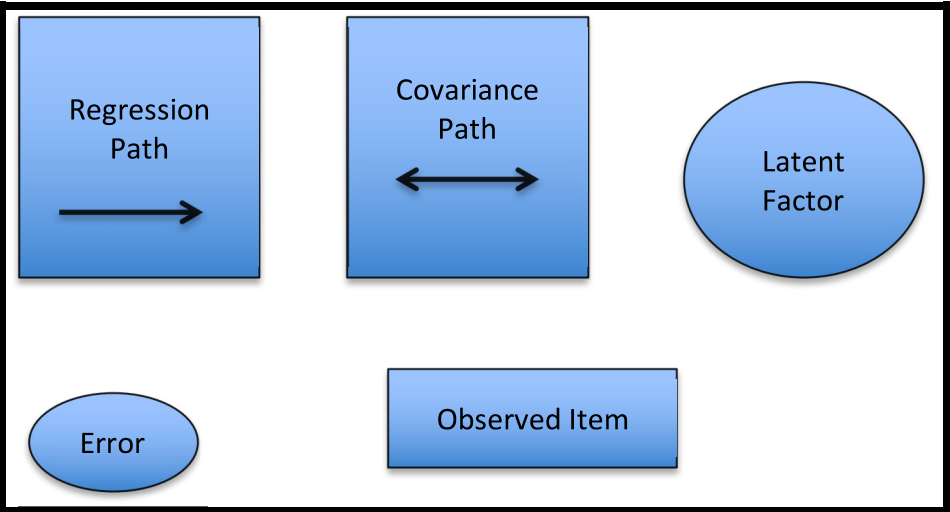 Regression
Path
Covariance
Path
Latent
Factor
Error
Observed Item